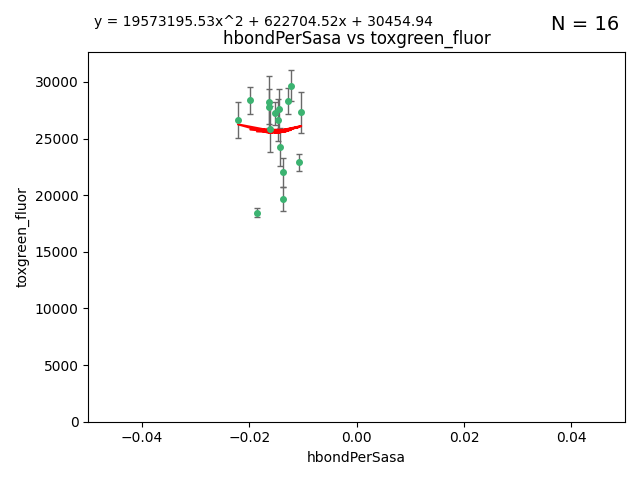 y = 19573195.53x^2 + 622704.52x + 30454.94
N = 16
hbondPerSasa vs toxgreen_fluor
toxgreen_fluor
30000
25000
20000
15000
10000
5000
0
−0.04
−0.02
0.00
0.02
0.04
hbondPerSasa